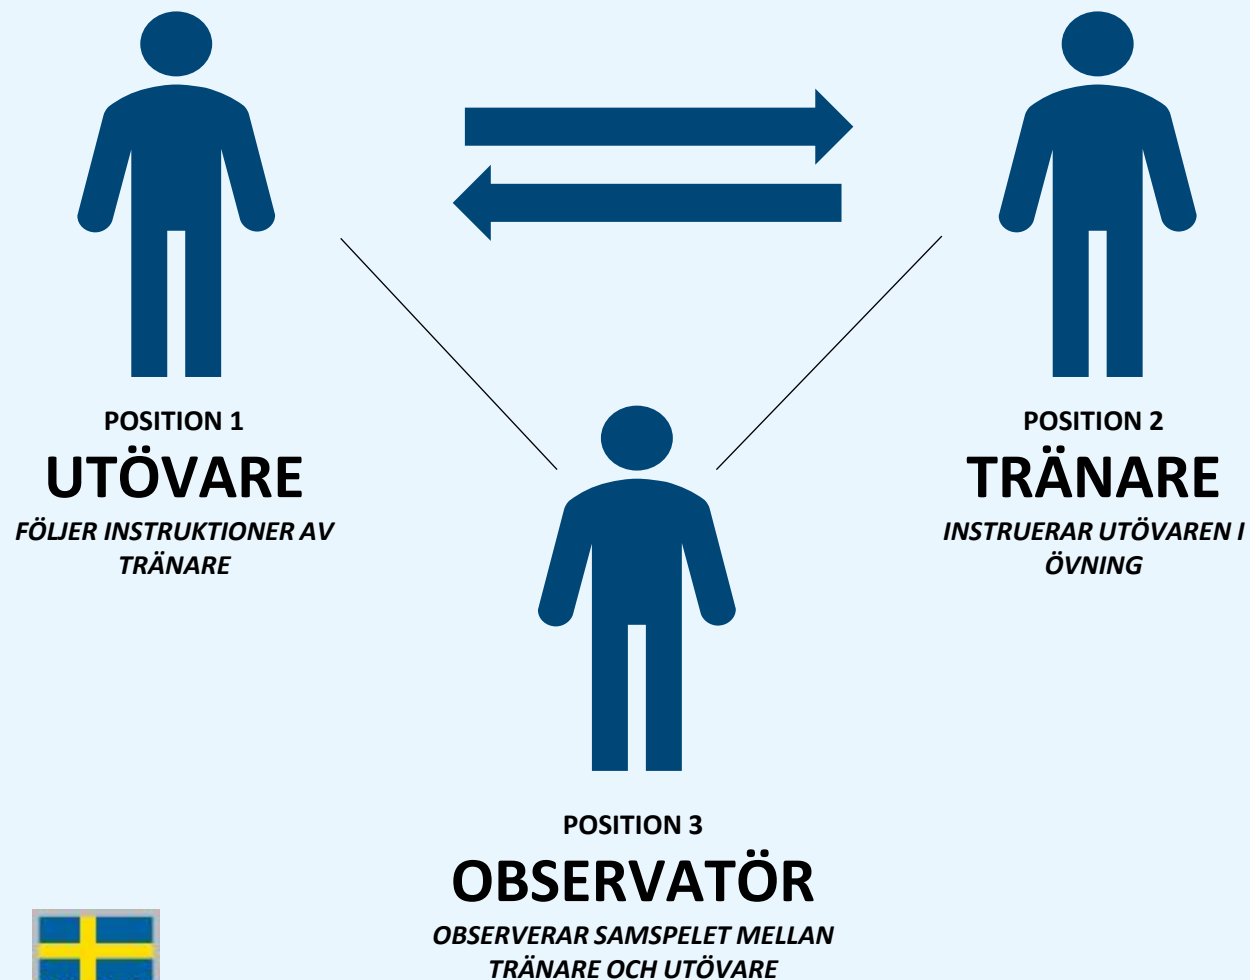 POSITION 1
UTÖVARE
FÖLJER INSTRUKTIONER AV
TRÄNARE
POSITION 2
TRÄNARE
INSTRUERAR UTÖVAREN I
ÖVNING
POSITION 3
OBSERVATÖR
OBSERVERAR SAMSPELET MELLAN
TRÄNARE OCH UTÖVARE